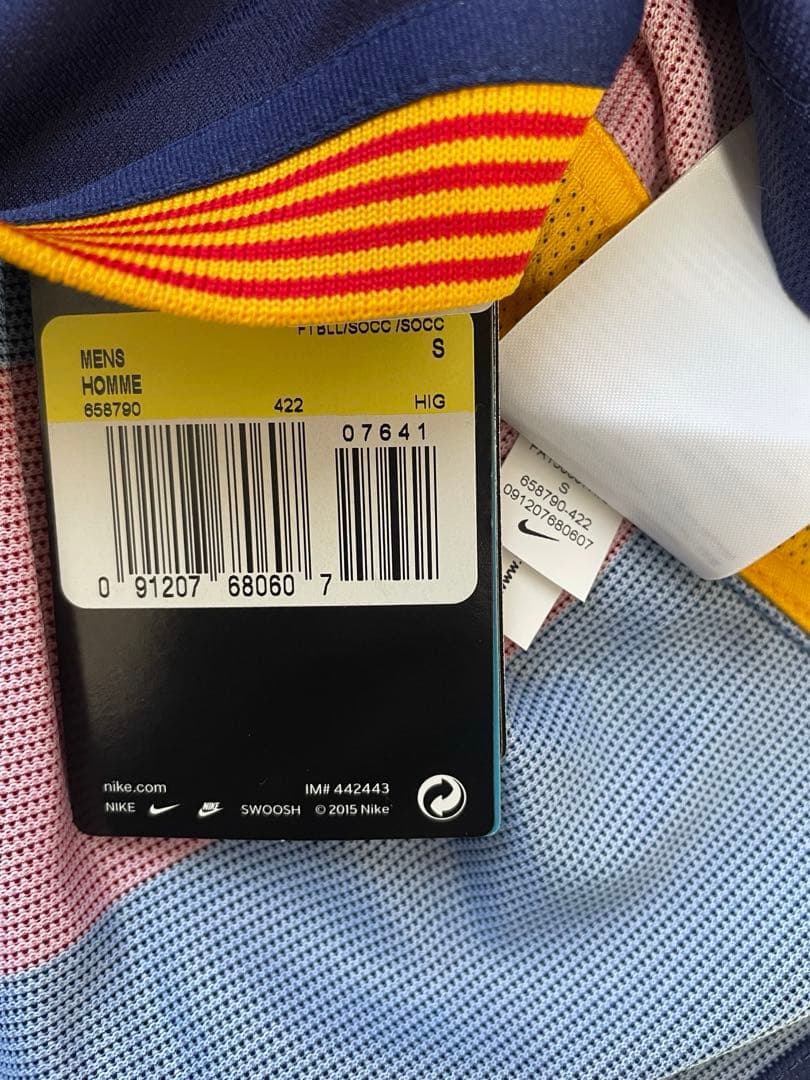 FTBLL/SOCC /SOCC
S
MENS
HOMME
658790 422 HIG
07641
0 91207 68060 7
S
658790-422
091207680607
nike.com IM# 442443
NIKE NIKE SWOOSH © 2015 Nike